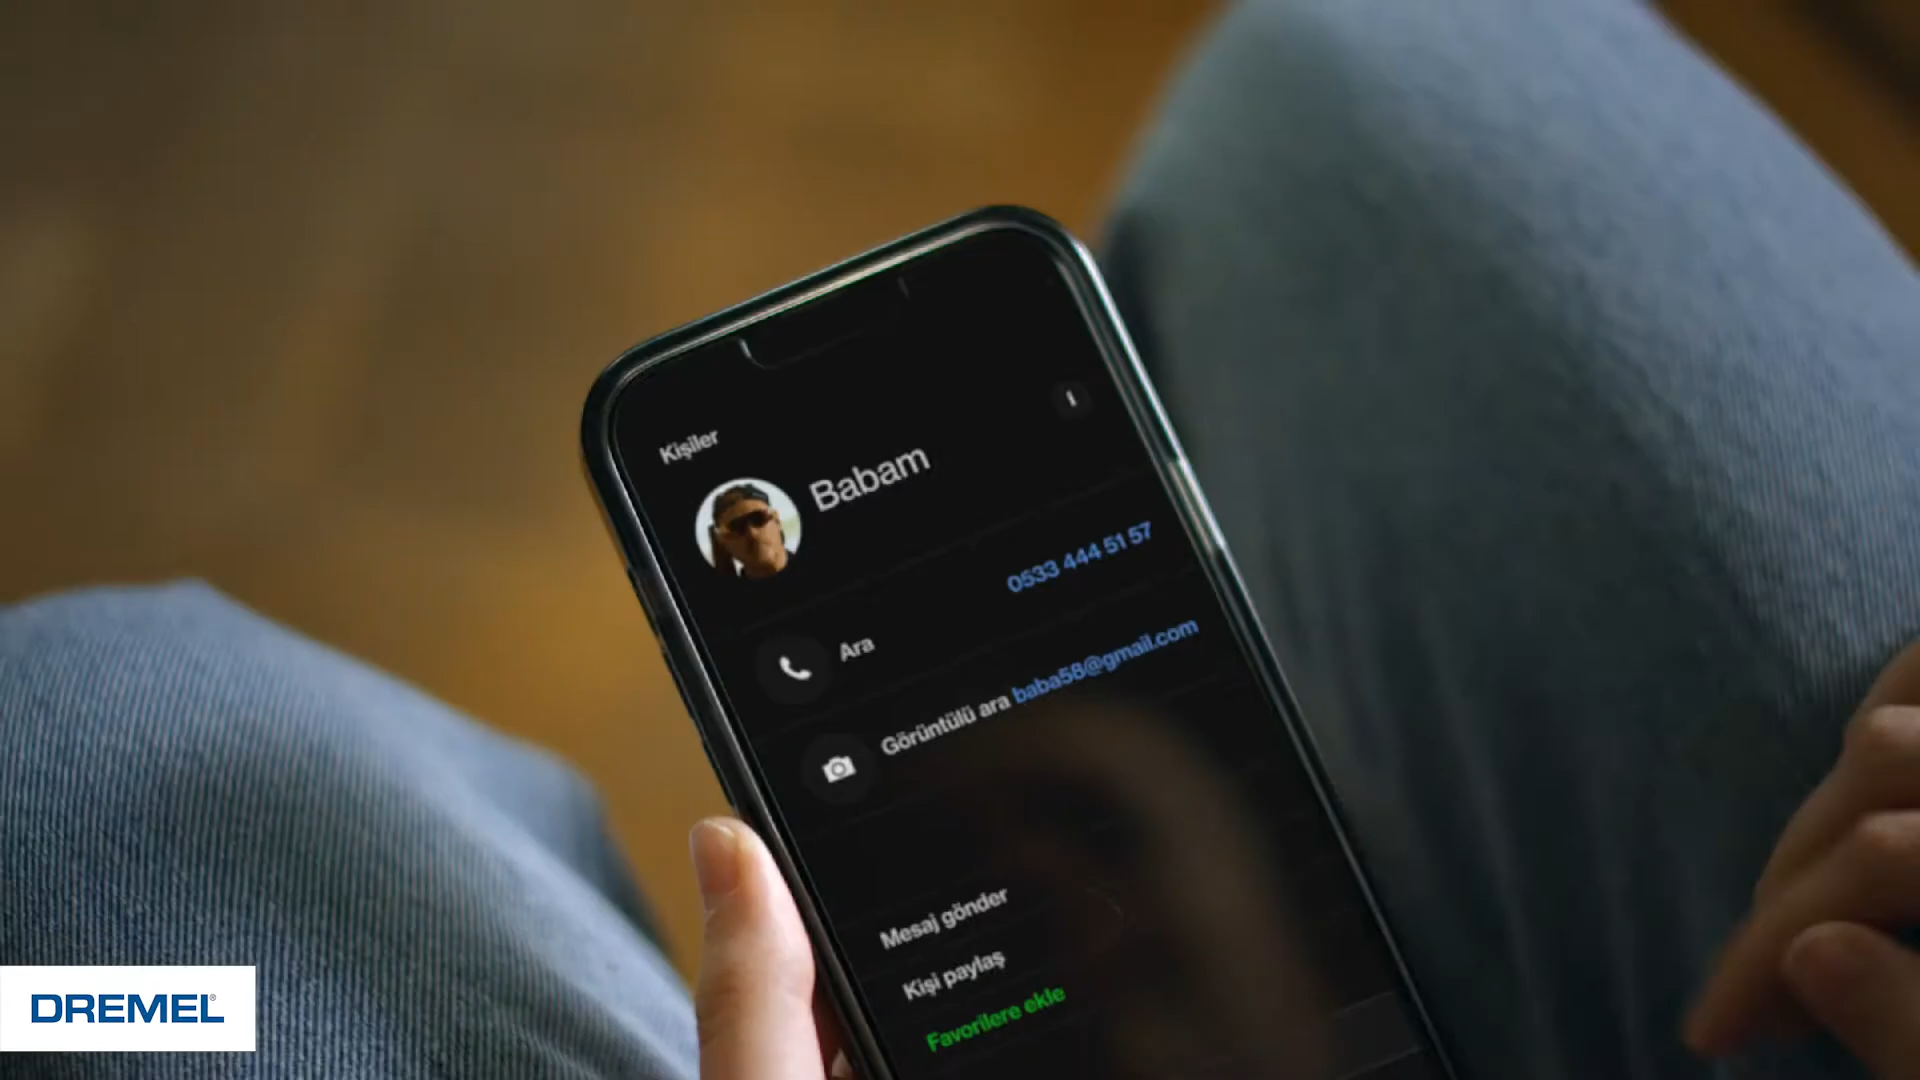 Kişiler
Babam
0533 444 51 57
Ara
Görüntülü ara baba58@gmail.com
Mesaj gönder
Kişi paylaş
Favorilere ekle
DREMEL®